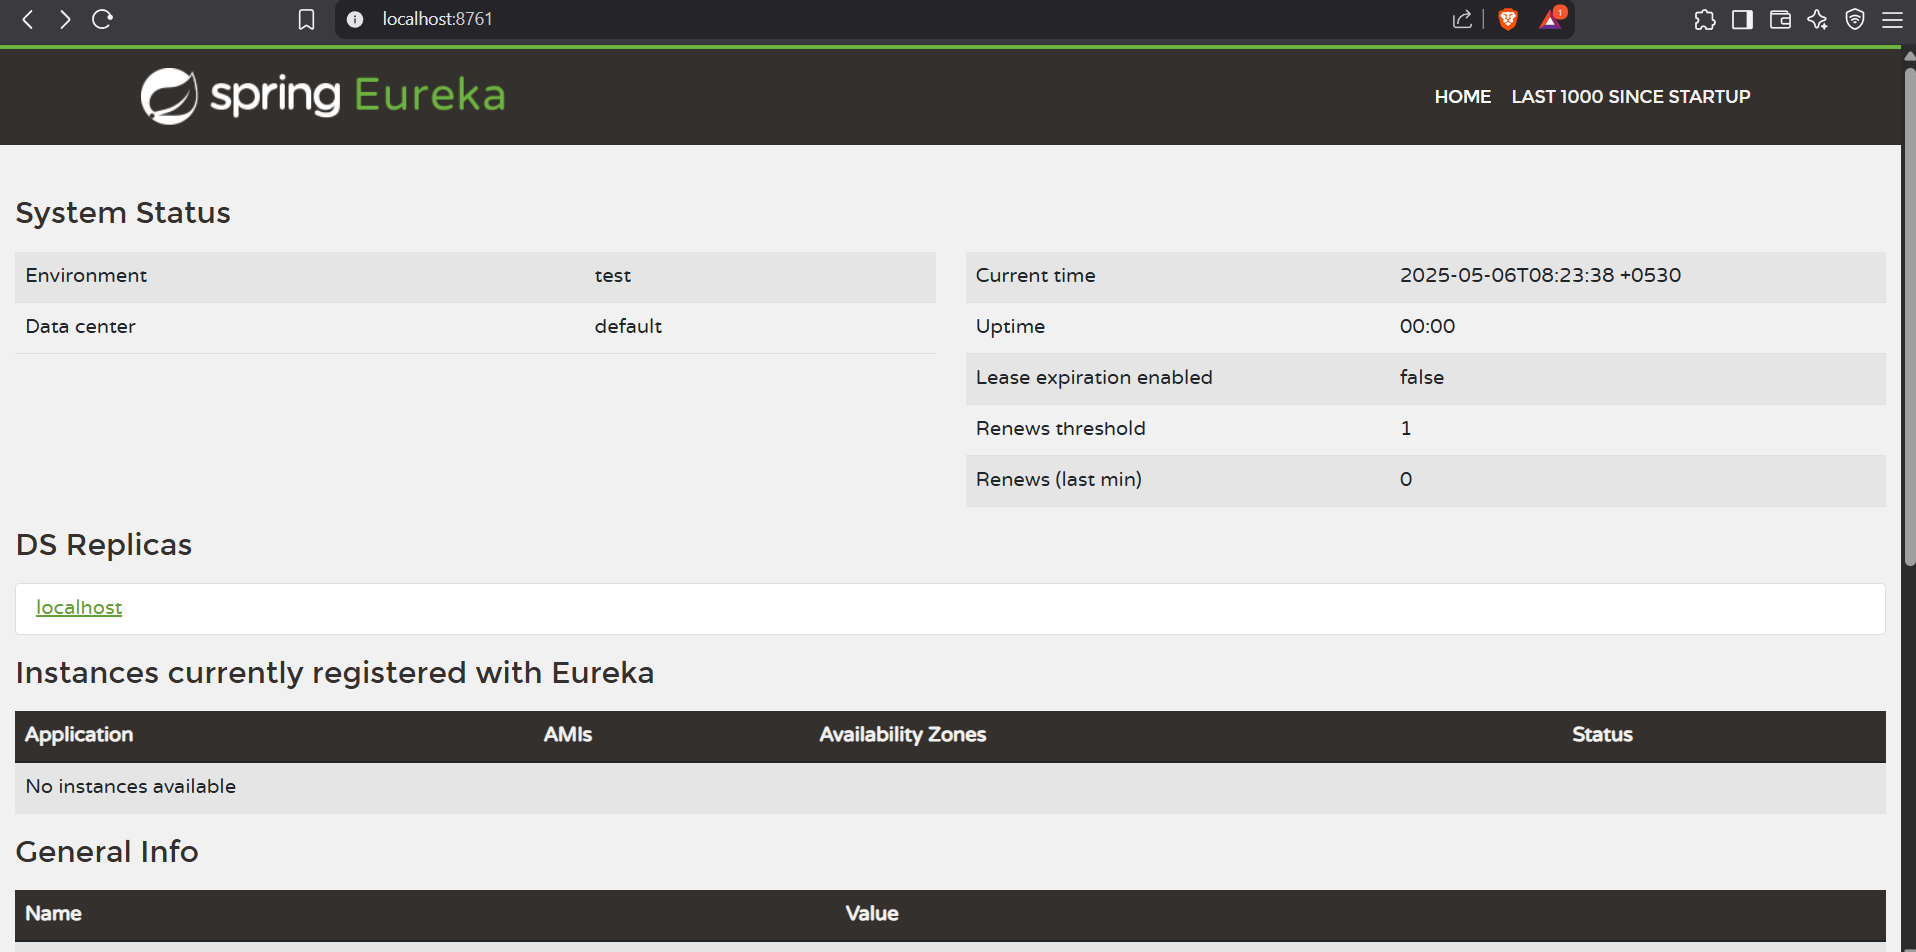 localhost:8761
1
spring Eureka
HOME LAST 1000 SINCE STARTUP
System Status
Environment test
Data center default
Current time 2025-05-06T08:23:38 +0530
Uptime 00:00
Lease expiration enabled false
Renews threshold 1
Renews (last min) 0
DS Replicas
localhost
Instances currently registered with Eureka
Application AMIs Availability Zones Status
No instances available
General Info
Name Value